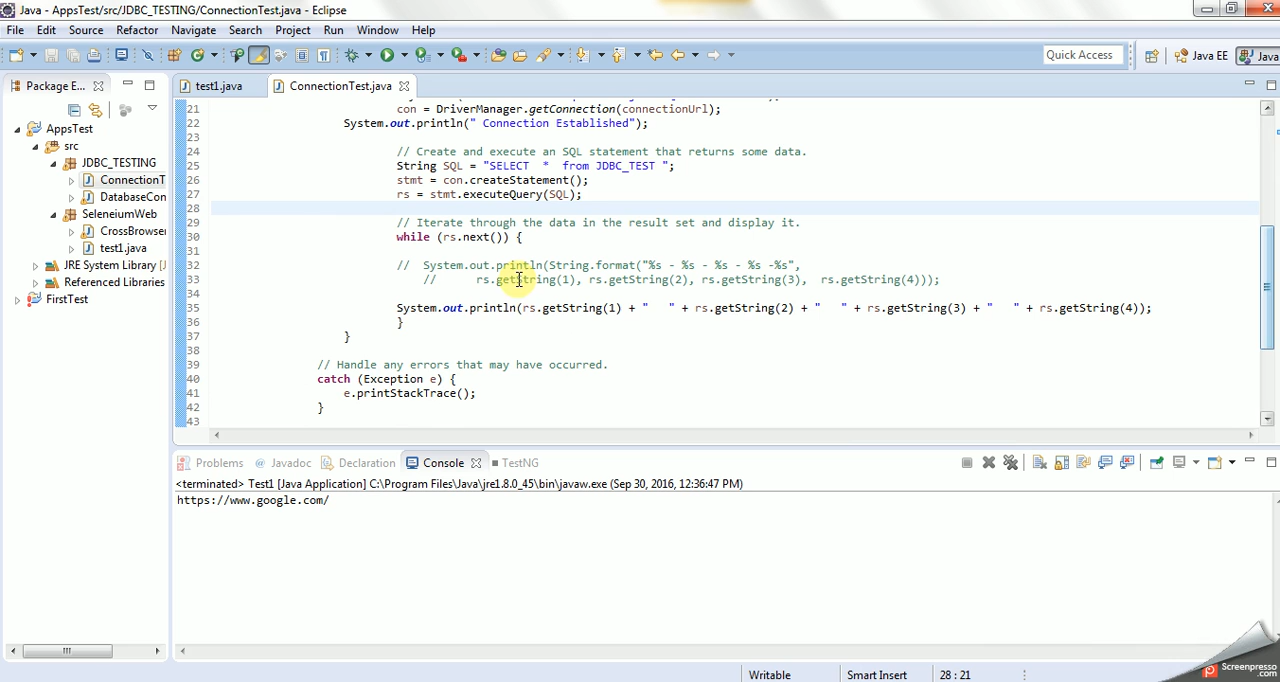 Java - AppsTest/src/JDBC_TESTING/ConnectionTest.java - Eclipse
File Edit Source Refactor Navigate Search Project Run Window Help
Quick Access Java EE Java
Package E... test1.java ConnectionTest.java
AppsTest
src
JDBC_TESTING
ConnectionT
DatabaseCon
SeleneiumWeb
CrossBrowse
test1.java
JRE System Library [J
Referenced Libraries
FirstTest
21 con = DriverManager.getConnection(connectionUrl);
22 System.out.println(" Connection Established");
23
24 // Create and execute an SQL statement that returns some data.
25 String SQL = "SELECT * from JDBC_TEST ";
26 stmt = con.createStatement();
27 rs = stmt.executeQuery(SQL);
28
29 // Iterate through the data in the result set and display it.
30 while (rs.next()) {
31
32 // System.out.println(String.format("%s - %s - %s - %s -%s",
33 // rs.getString(1), rs.getString(2), rs.getString(3), rs.getString(4)));
34
35 System.out.println(rs.getString(1) + " " + rs.getString(2) + " " + rs.getString(3) + " " + rs.getString(4));
36 }
37 }
38
39 // Handle any errors that may have occurred.
40 catch (Exception e) {
41 e.printStackTrace();
42 }
43
Problems @ Javadoc Declaration Console TestNG
<terminated> Test1 [Java Application] C:\Program Files\Java\jre1.8.0_45\bin\javaw.exe (Sep 30, 2016, 12:36:47 PM)
https://www.google.com/
Writable Smart Insert 28 : 21
Screenpresso
.com